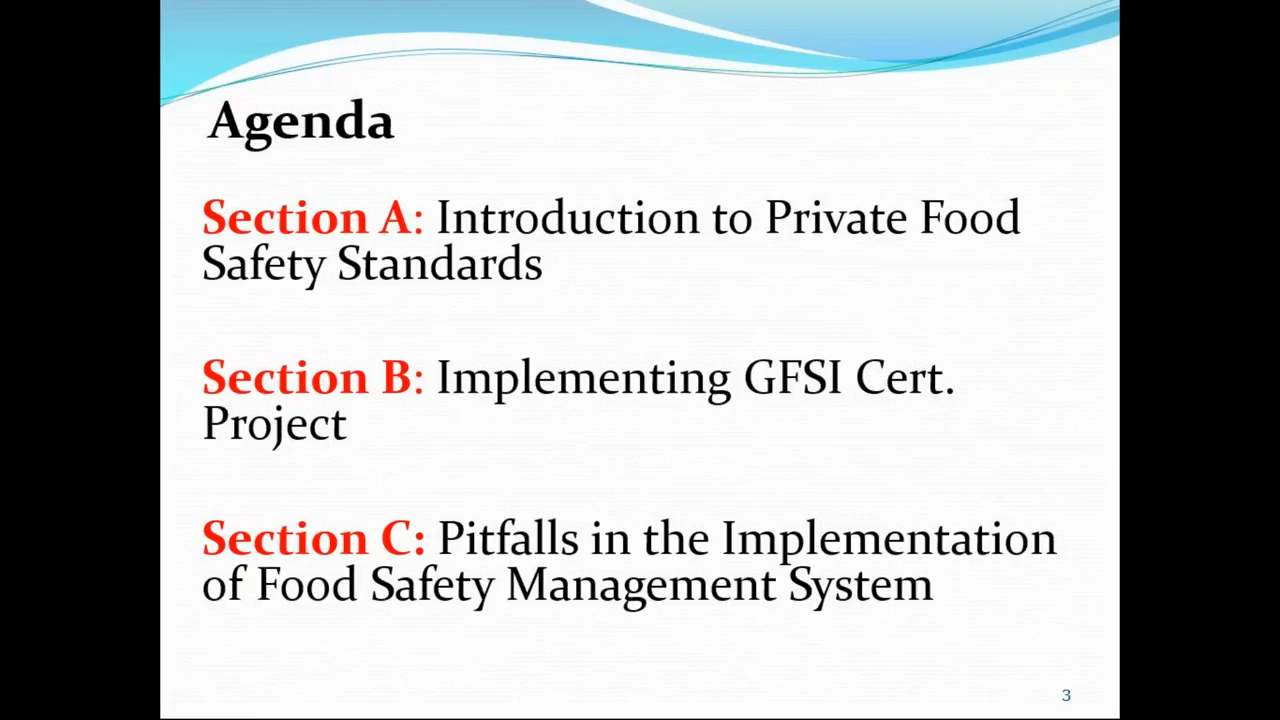 Agenda
Section A: Introduction to Private Food
Safety Standards
Section B: Implementing GFSI Cert.
Project
Section C: Pitfalls in the Implementation
of Food Safety Management System
3